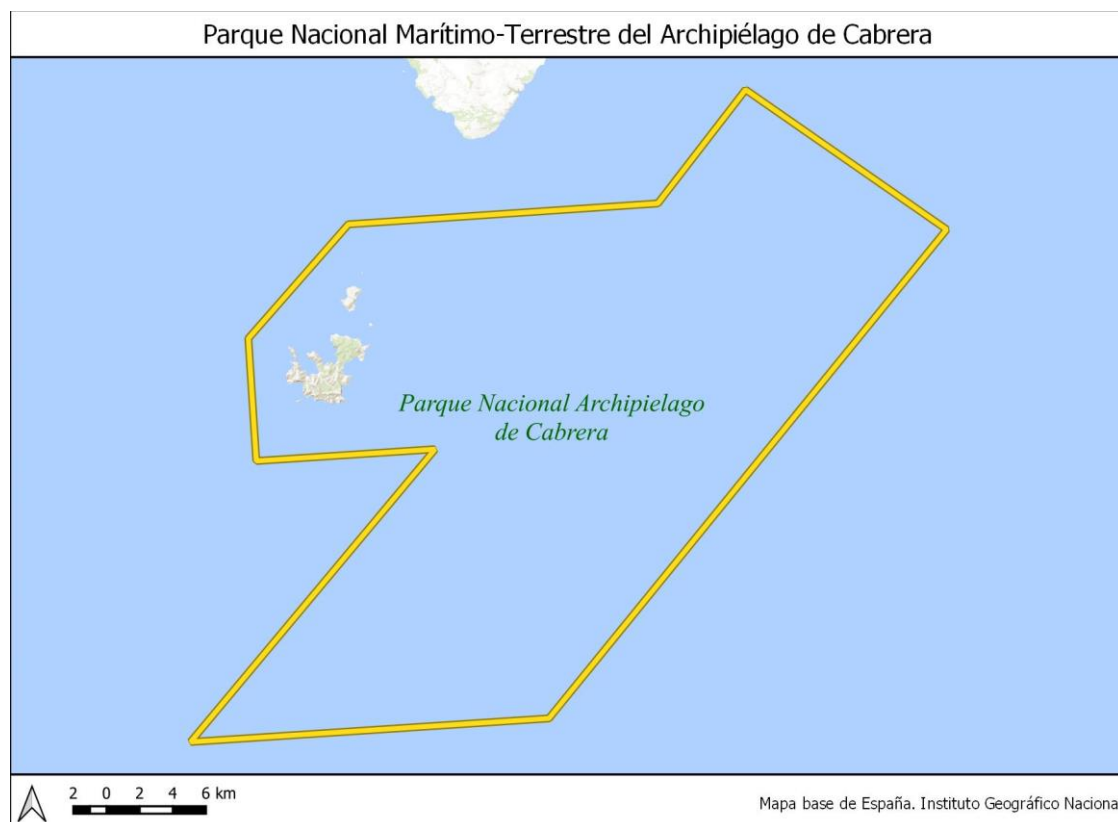 Parque Nacional Marítimo-Terrestre del Archipiélago de Cabrera
Parque Nacional Archipielago
de Cabrera
2 0 2 4 6 km
Mapa base de España. Instituto Geográfico Naciona